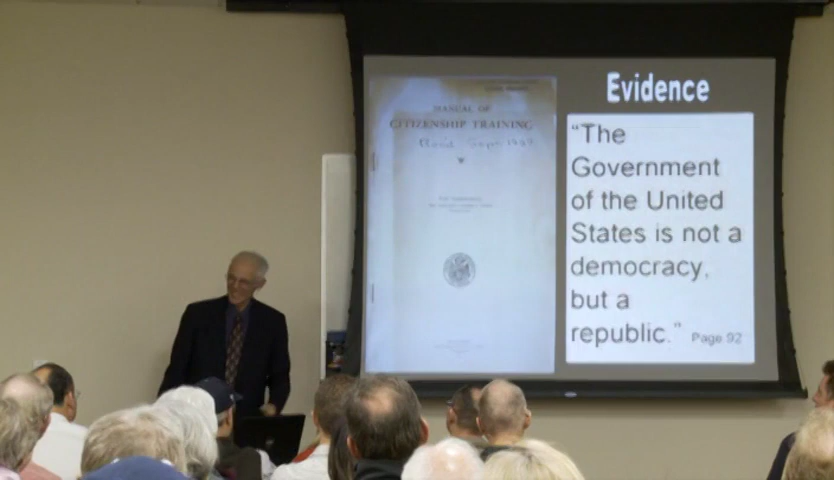 MANUAL OF
CITIZENSHIP TRAINING
Evidence
"The
Government
of the United
States is not a
democracy,
but a
republic." Page 92